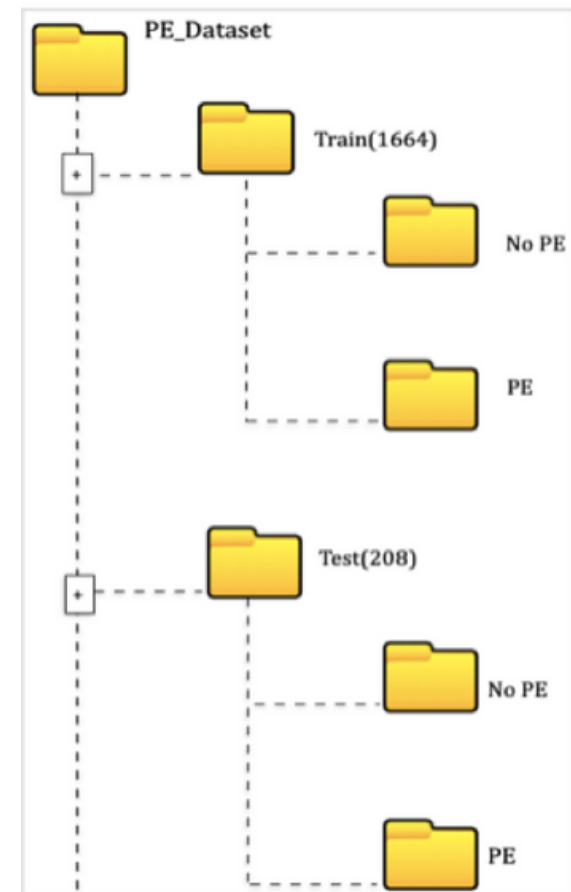 PE_Dataset
+
Train(1664)
No PE
PE
+
Test(208)
No PE
PE